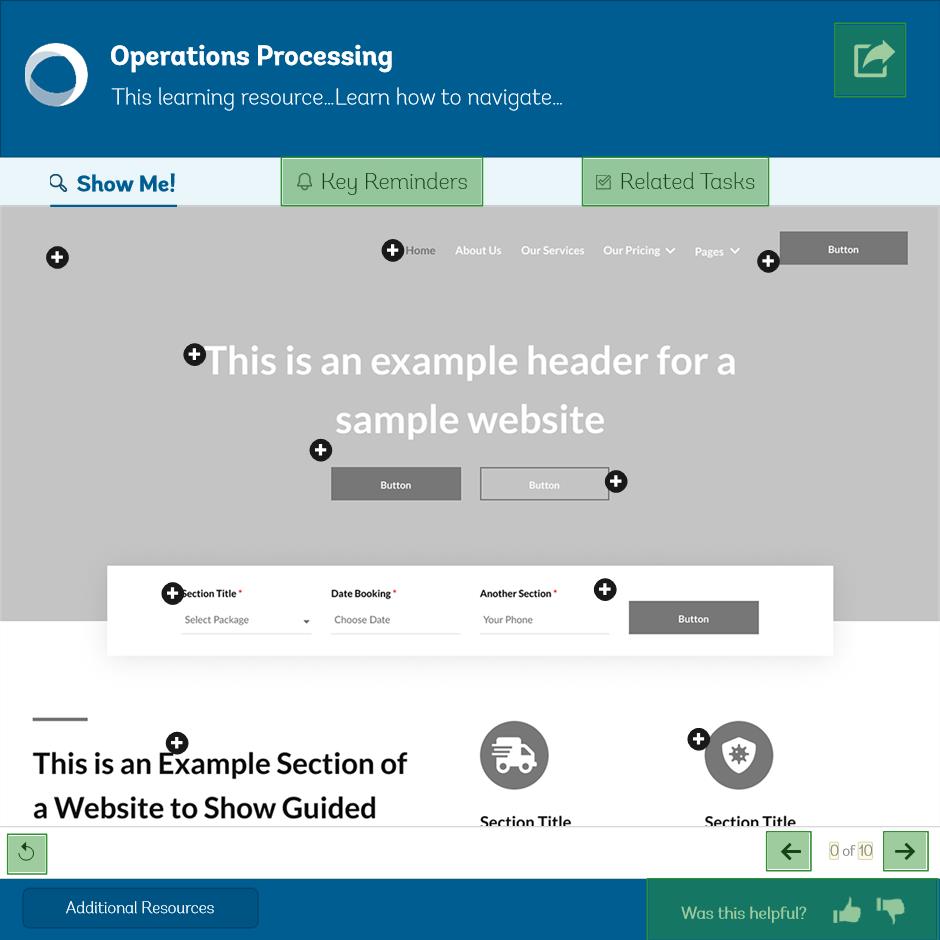 Operations Processing
This learning resource...Learn how to navigate...
Show Me!
Key Reminders
Related Tasks
Home
About Us
Our Services
Our Pricing
Pages
Button
This is an example header for a
sample website
Button
Button
Section Title *
Date Booking *
Another Section *
Select Package
Choose Date
Your Phone
Button
This is an Example Section of
a Website to Show Guided
Section Title
Section Title
0 of 10
Additional Resources
Was this helpful?